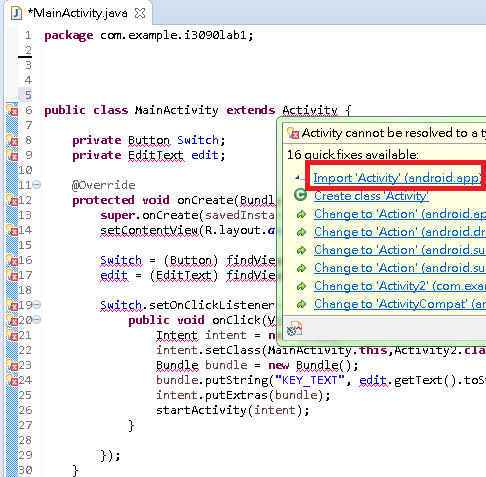 *MainActivity.java
1 package com.example.i3090lab1;
2
3
4
5
6 public class MainActivity extends Activity {
7
8 private Button Switch;
9 private EditText edit;
10
11 @Override
12 protected void onCreate(Bundle
13 super.onCreate(savedInsta
14 setContentView(R.layout.a
15
16 Switch = (Button) findVie
17 edit = (EditText) findVie
18
19 Switch.setOnClickListener
20 public void onClick(V
21 Intent intent = n
22 intent.setClass(MainActivity.this,Activity2.cla
23 Bundle bundle = new Bundle();
24 bundle.putString("KEY_TEXT", edit.getText().toSt
25 intent.putExtras(bundle);
26 startActivity(intent);
27 }
28
29 });
30 }
Activity cannot be resolved to a ty
16 quick fixes available:
Import 'Activity' (android.app)
Create class 'Activity'
Change to 'Action' (android.ap
Change to 'Action' (android.dr
Change to 'Action' (android.su
Change to 'Action' (android.su
Change to 'Activity2' (com.exa
Change to 'ActivityCompat' (an